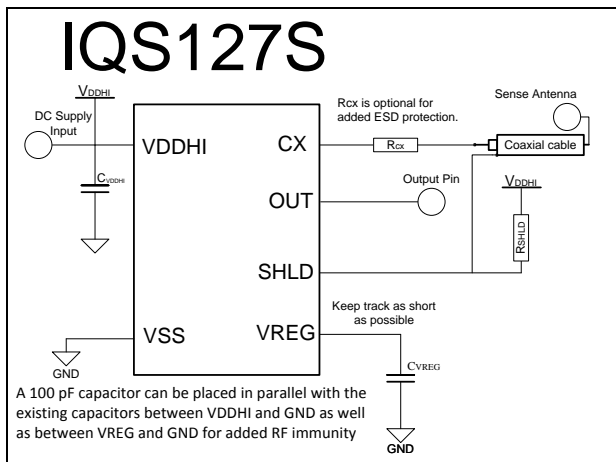 IQS127S
VDDHI
DC Supply
Input
CVDDHI
VDDHI
CX
OUT
SHLD
VREG
VSS
GND
Rcx is optional for
added ESD protection.
Rcx
Sense Antenna
Coaxial cable
Output Pin
VDDHI
RSHLD
Keep track as short
as possible
CVREG
GND
A 100 pF capacitor can be placed in parallel with the
existing capacitors between VDDHI and GND as well
as between VREG and GND for added RF immunity